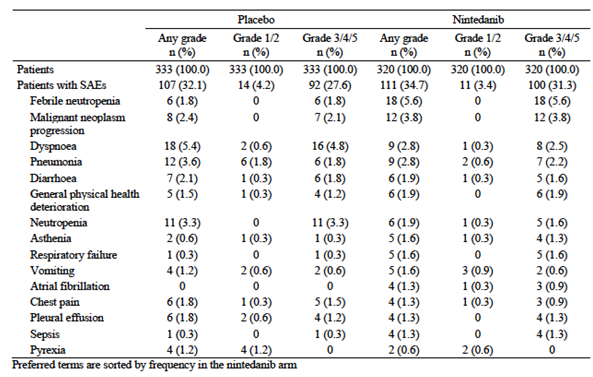 Placebo Nintedanib
Any grade Grade 1/2 Grade 3/4/5 Any grade Grade 1/2 Grade 3/4/5
n (%) n (%) n (%) n (%) n (%) n (%)
Patients 333 (100.0) 333 (100.0) 333 (100.0) 320 (100.0) 320 (100.0) 320 (100.0)
Patients with SAEs 107 (32.1) 14 (4.2) 92 (27.6) 111 (34.7) 11 (3.4) 100 (31.3)
Febrile neutropenia 6 (1.8) 0 6 (1.8) 18 (5.6) 0 18 (5.6)
Malignant neoplasm
progression 8 (2.4) 0 7 (2.1) 12 (3.8) 0 12 (3.8)
Dyspnoea 18 (5.4) 2 (0.6) 16 (4.8) 9 (2.8) 1 (0.3) 8 (2.5)
Pneumonia 12 (3.6) 6 (1.8) 6 (1.8) 9 (2.8) 2 (0.6) 7 (2.2)
Diarrhoea 7 (2.1) 1 (0.3) 6 (1.8) 6 (1.9) 1 (0.3) 5 (1.6)
General physical health
deterioration 5 (1.5) 1 (0.3) 4 (1.2) 6 (1.9) 0 6 (1.9)
Neutropenia 11 (3.3) 0 11 (3.3) 6 (1.9) 1 (0.3) 5 (1.6)
Asthenia 2 (0.6) 1 (0.3) 1 (0.3) 5 (1.6) 1 (0.3) 4 (1.3)
Respiratory failure 1 (0.3) 0 1 (0.3) 5 (1.6) 0 5 (1.6)
Vomiting 4 (1.2) 2 (0.6) 2 (0.6) 5 (1.6) 3 (0.9) 2 (0.6)
Atrial fibrillation 0 0 0 4 (1.3) 1 (0.3) 3 (0.9)
Chest pain 6 (1.8) 1 (0.3) 5 (1.5) 4 (1.3) 1 (0.3) 3 (0.9)
Pleural effusion 6 (1.8) 2 (0.6) 4 (1.2) 4 (1.3) 0 4 (1.3)
Sepsis 1 (0.3) 0 1 (0.3) 4 (1.3) 0 4 (1.3)
Pyrexia 4 (1.2) 4 (1.2) 0 2 (0.6) 2 (0.6) 0
Preferred terms are sorted by frequency in the nintedanib arm